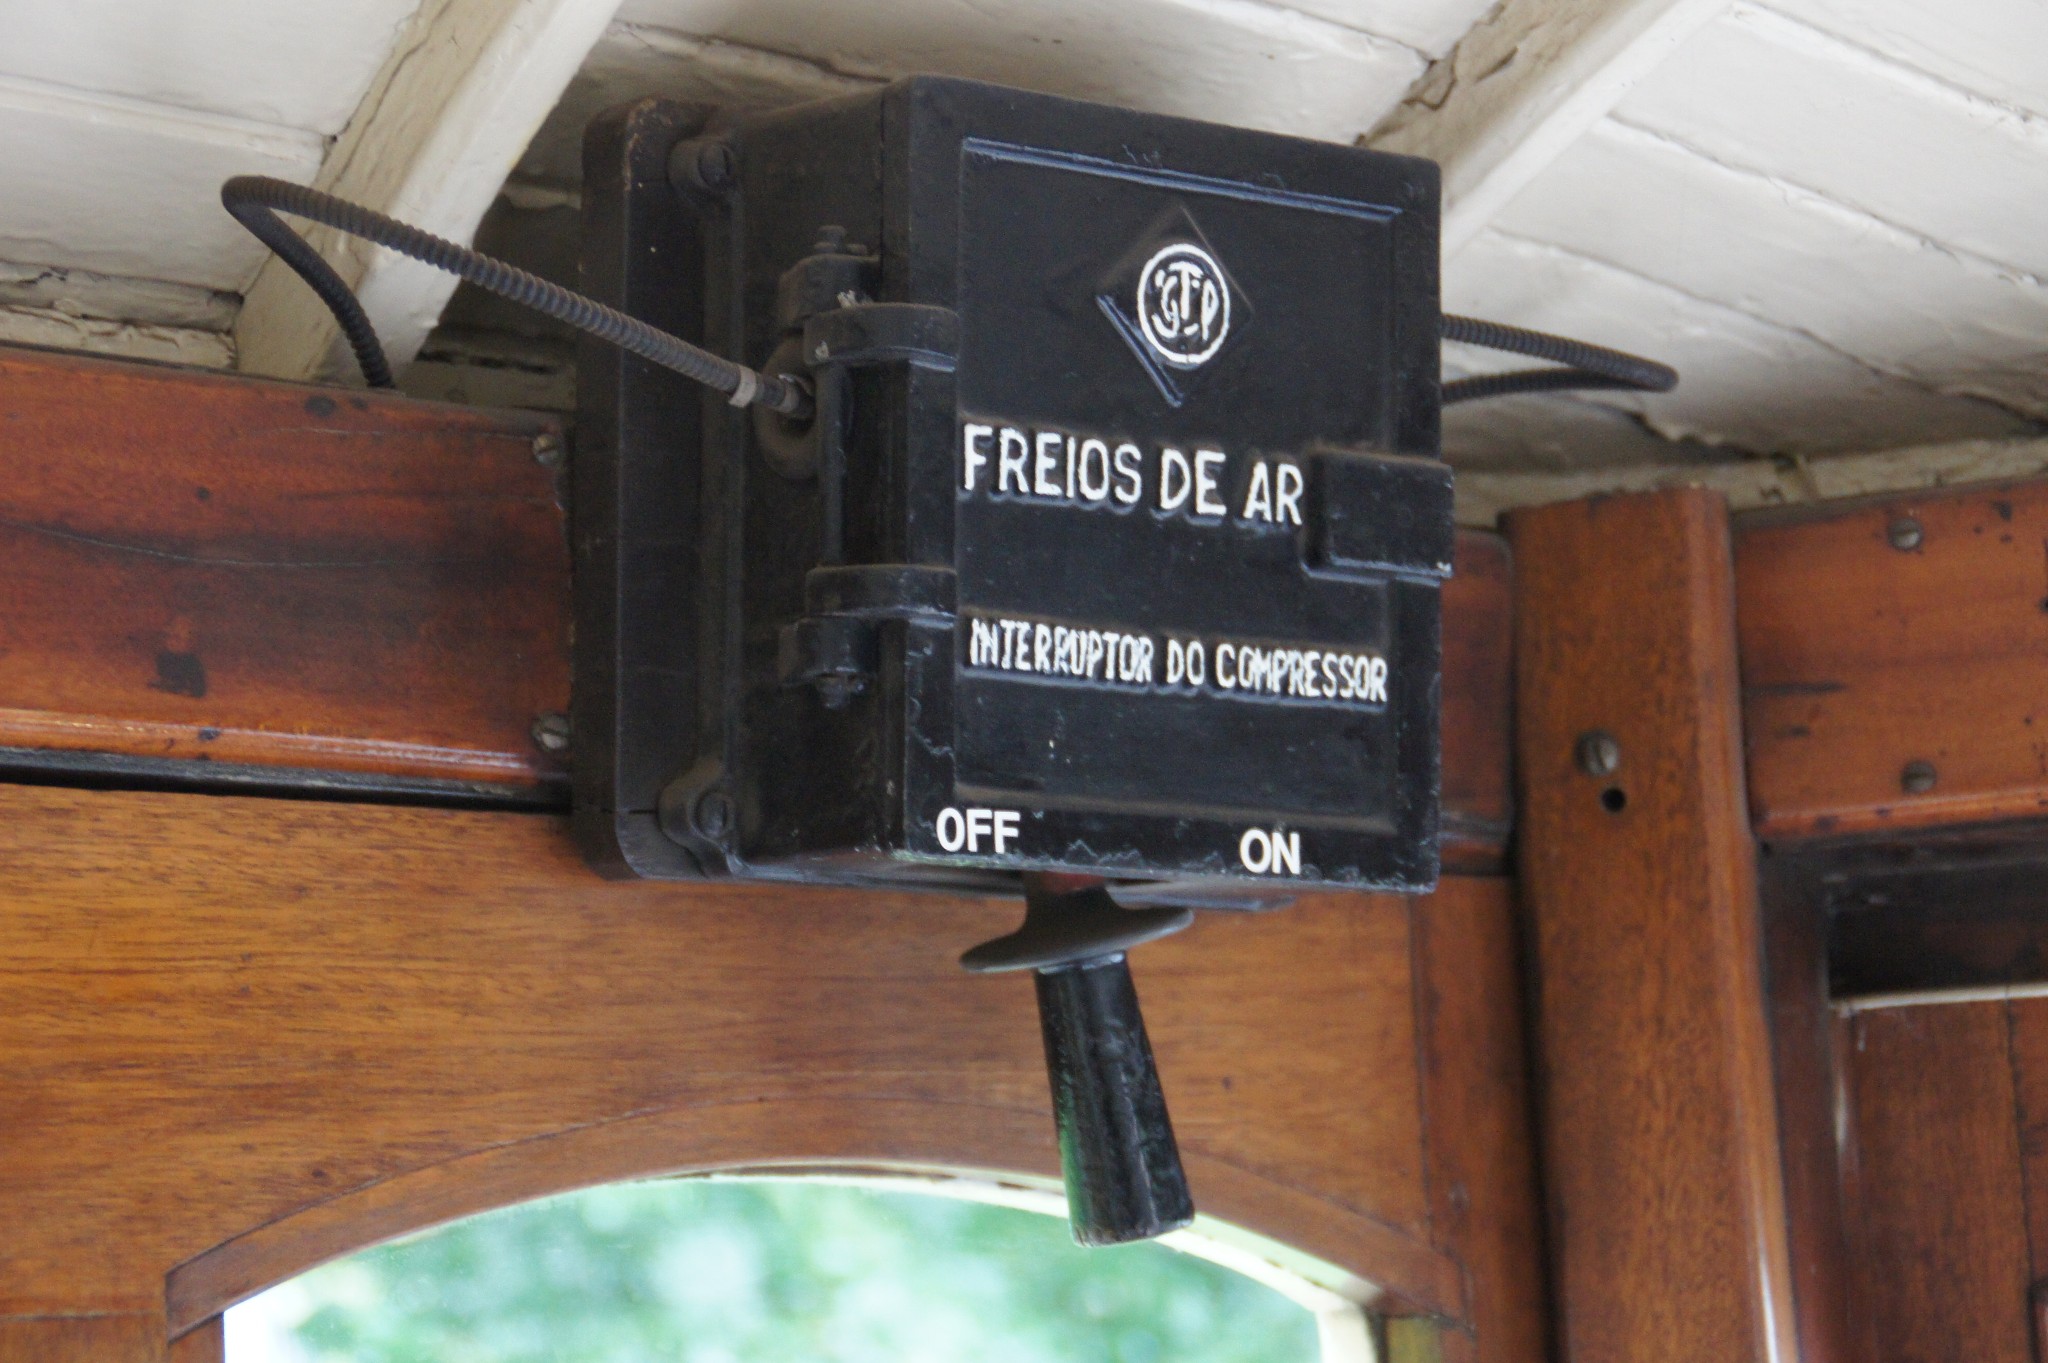 FREIOS DE AR
INTERRUPTOR DO COMPRESSOR
OFF ON